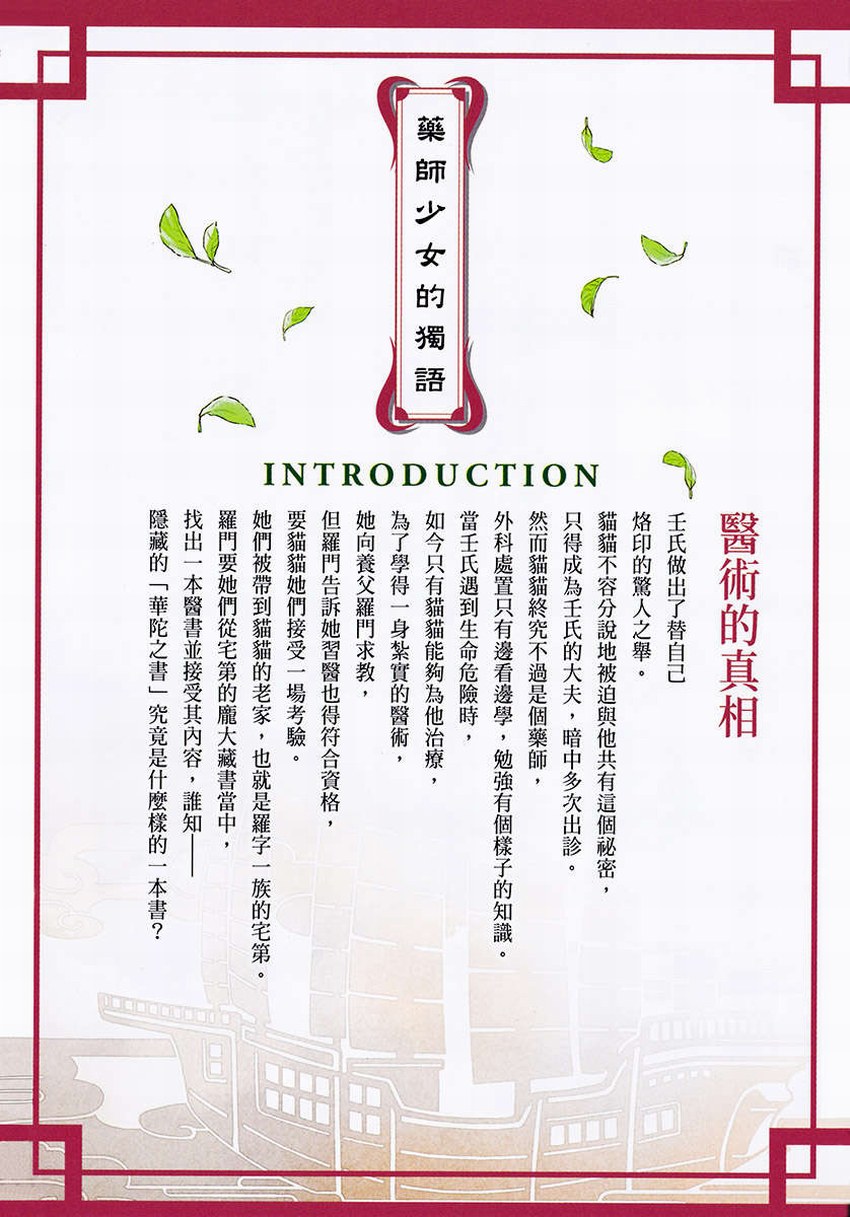 藥師少女的獨語
INTRODUCTION
醫術的真相
壬氏做出了替自己
烙印的驚人之舉。
貓貓不容分說地被迫與他共有這個祕密，
只得成為壬氏的大夫，暗中多次出診。
然而貓貓終究不過是個藥師，
外科處置只有邊看邊學，勉強有個樣子的知識。
當壬氏遇到生命危險時，
如今只有貓貓能夠為他治療，
為了學得一身紮實的醫術，
她向養父羅門求教，
但羅門告訴她習醫也得符合資格，
要貓貓她們接受一場考驗。
她們被帶到貓貓的老家，也就是羅字一族的宅第。
羅門要她們從宅第的龐大藏書當中，
找出一本醫書並接受其內容，誰知——
隱藏的「華陀之書」究竟是什麼樣的一本書？